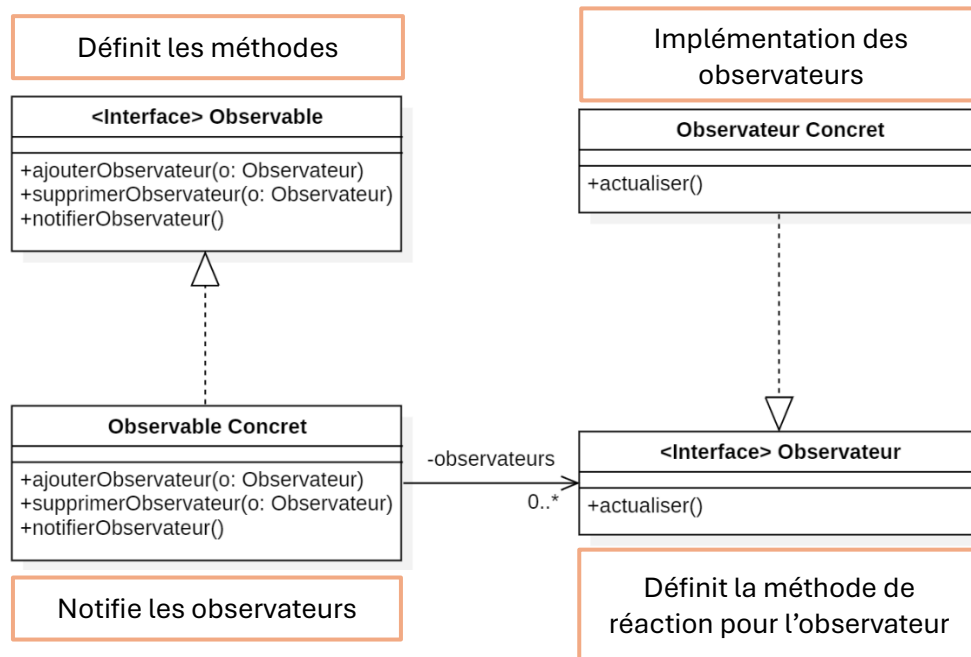 Définit les méthodes
<Interface> Observable
+ajouterObservateur(o: Observateur)
+supprimerObservateur(o: Observateur)
+notifierObservateur()
Implémentation des
observateurs
Observateur Concret
+actualiser()
Observable Concret
+ajouterObservateur(o: Observateur)
+supprimerObservateur(o: Observateur)
+notifierObservateur()
Notifie les observateurs
-observateurs
0..*
<Interface> Observateur
+actualiser()
Définit la méthode de
réaction pour l’observateur